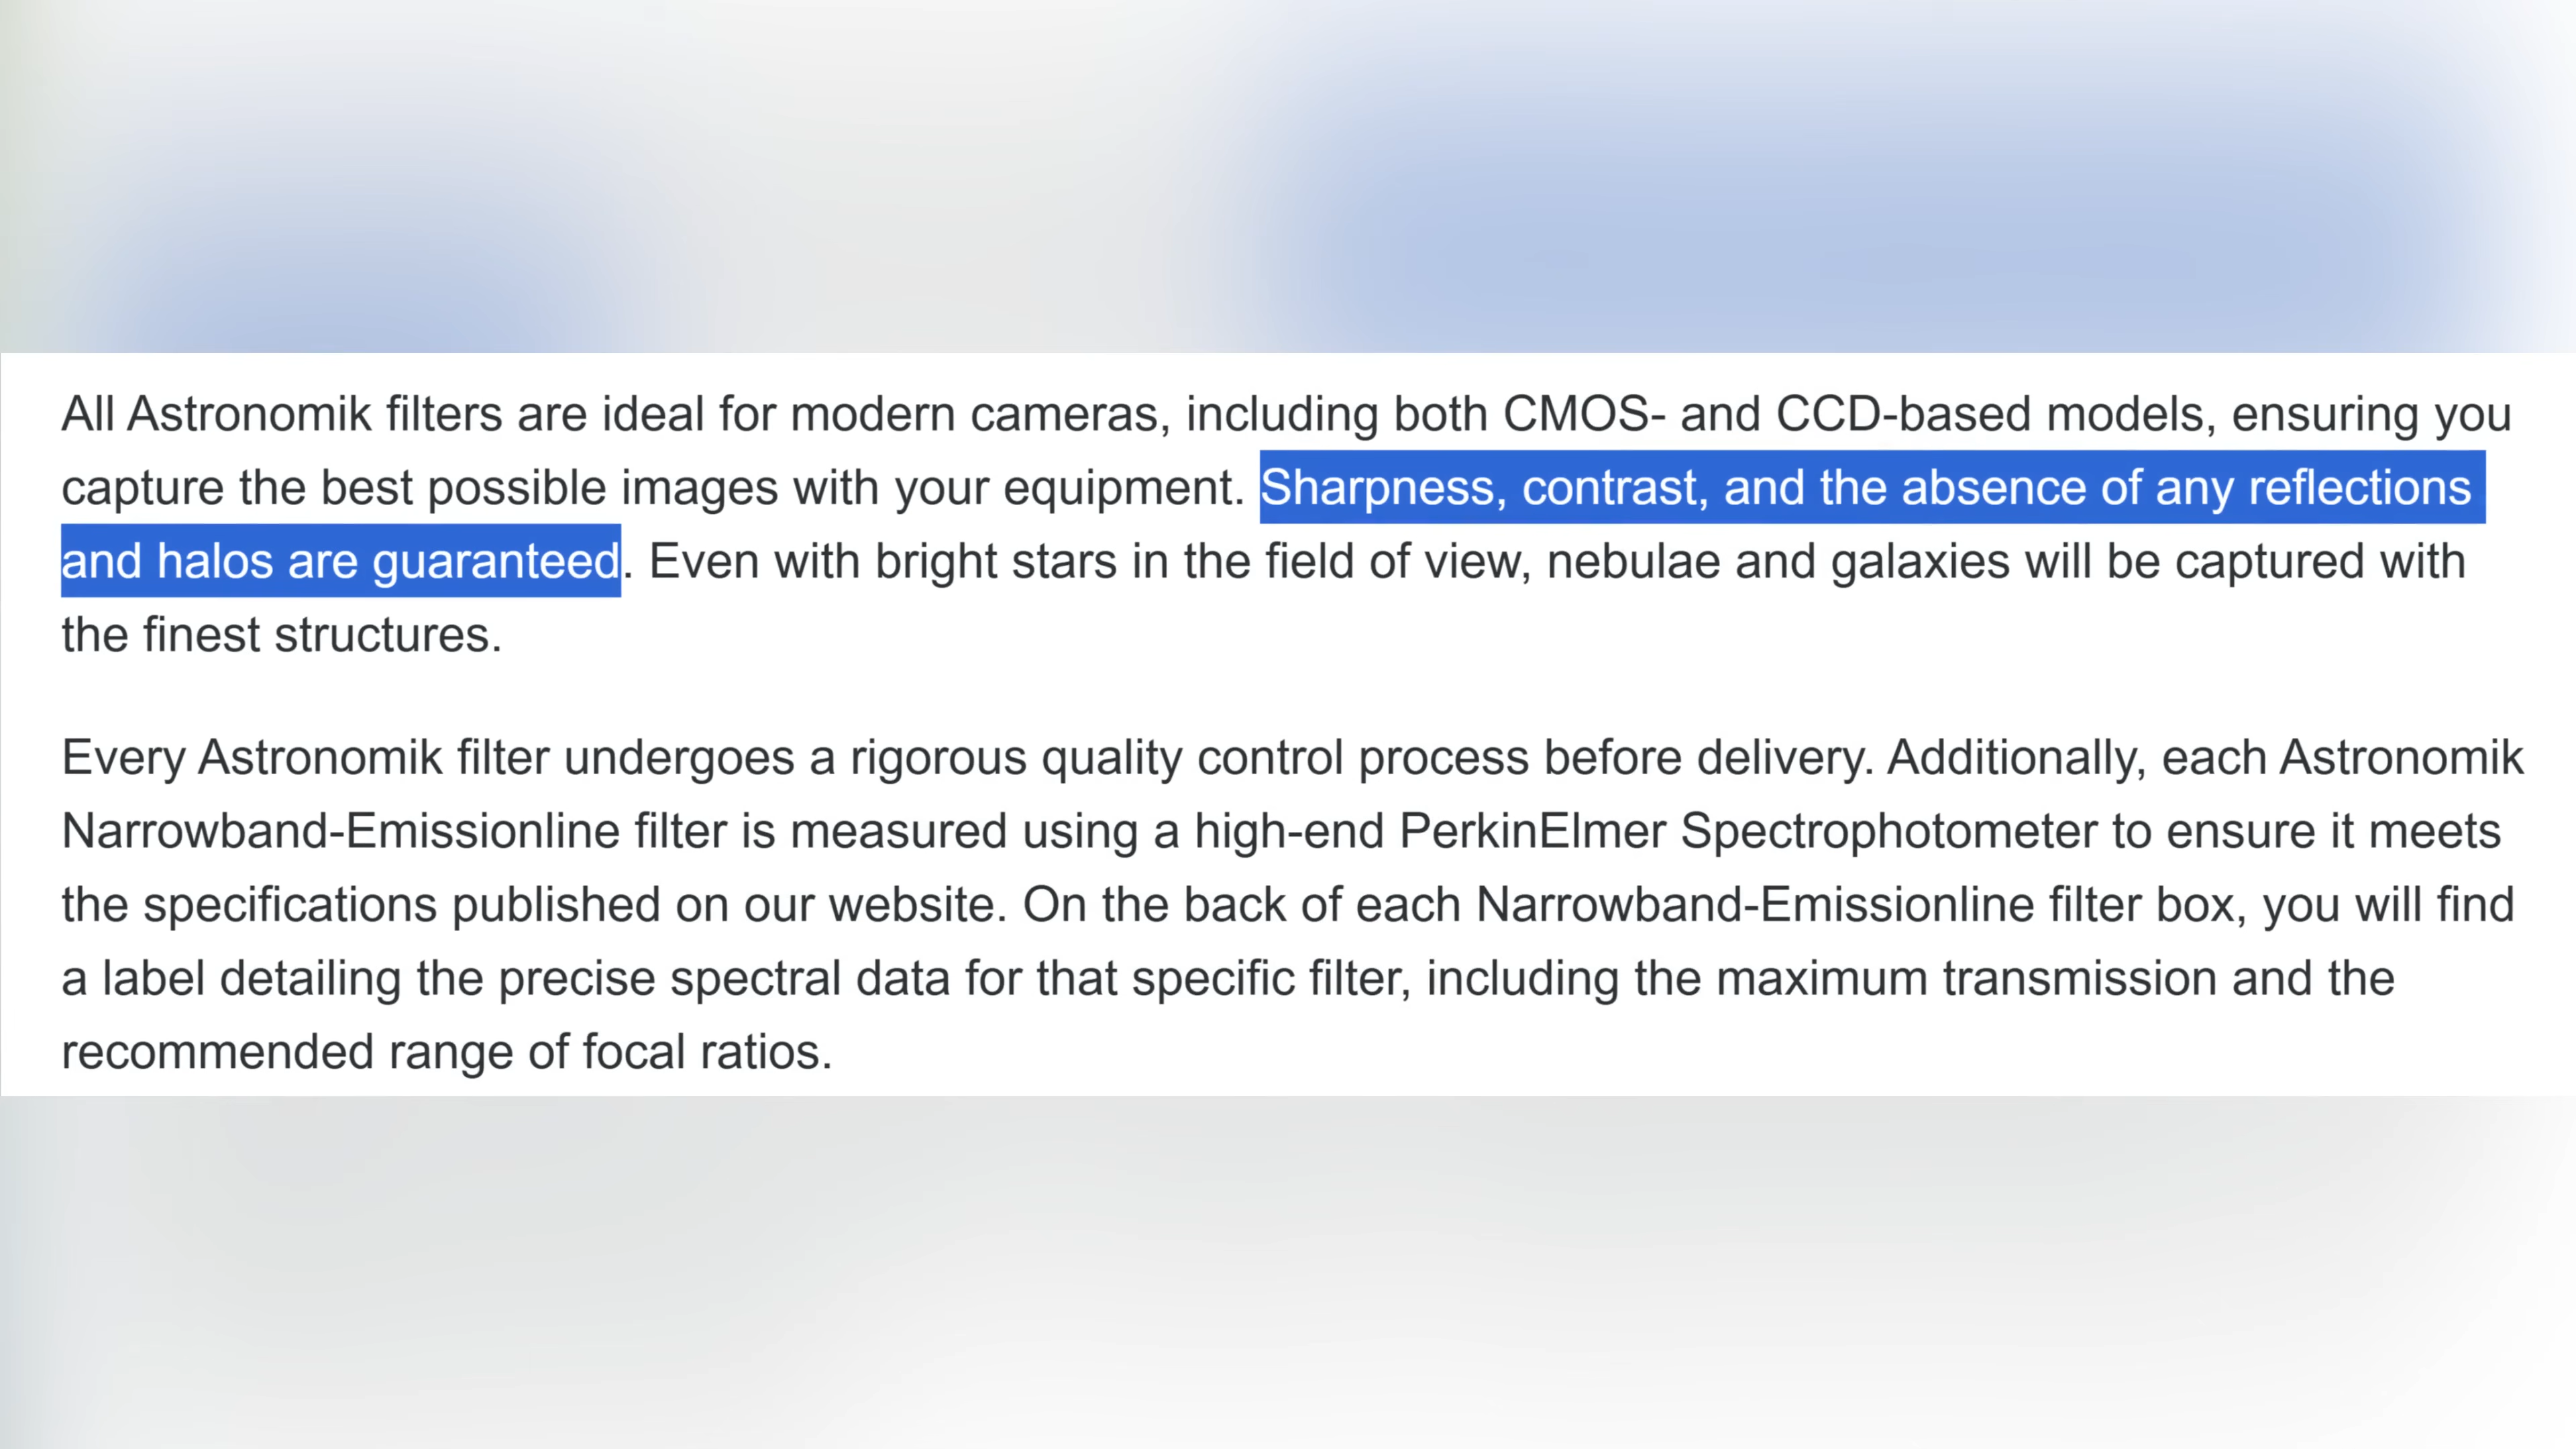 All Astronomik filters are ideal for modern cameras, including both CMOS- and CCD-based models, ensuring you
capture the best possible images with your equipment. Sharpness, contrast, and the absence of any reflections
and halos are guaranteed. Even with bright stars in the field of view, nebulae and galaxies will be captured with
the finest structures.
Every Astronomik filter undergoes a rigorous quality control process before delivery. Additionally, each Astronomik
Narrowband-Emissionline filter is measured using a high-end PerkinElmer Spectrophotometer to ensure it meets
the specifications published on our website. On the back of each Narrowband-Emissionline filter box, you will find
a label detailing the precise spectral data for that specific filter, including the maximum transmission and the
recommended range of focal ratios.